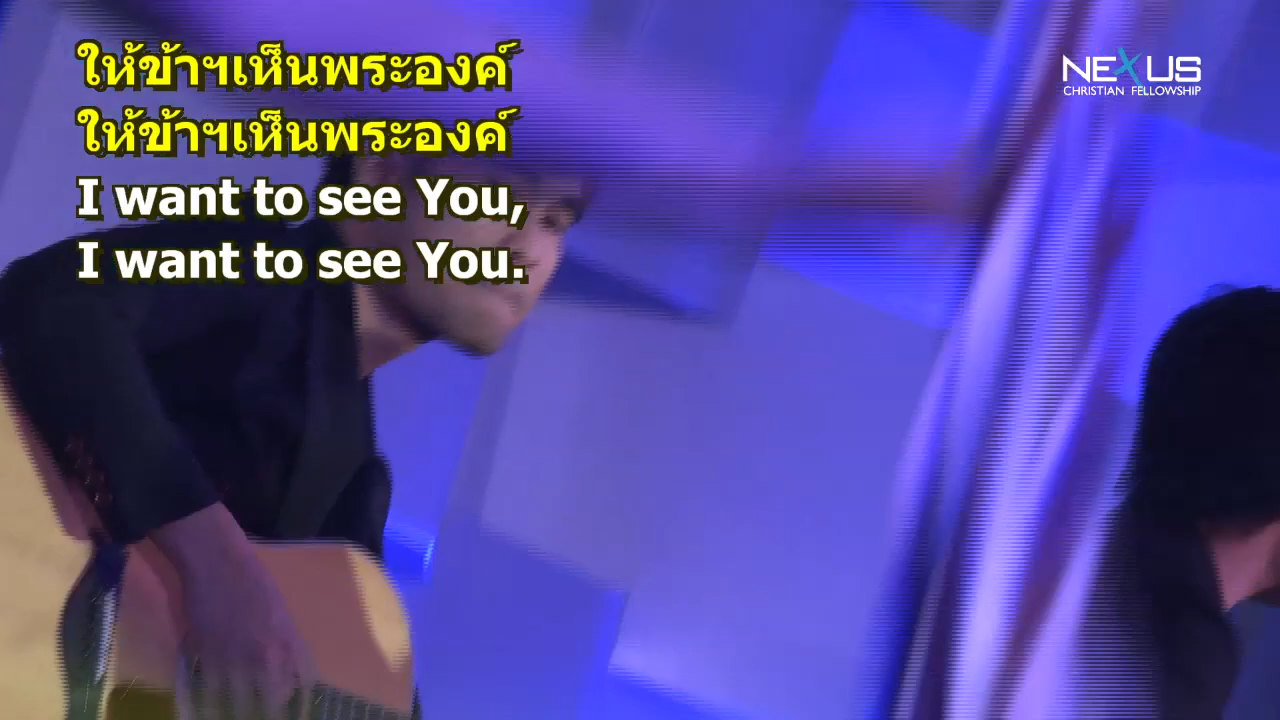 ให้ข้าฯเห็นพระองค์
ให้ข้าฯเห็นพระองค์
I want to see You,
I want to see You.
NEXUS
CHRISTIAN FELLOWSHIP